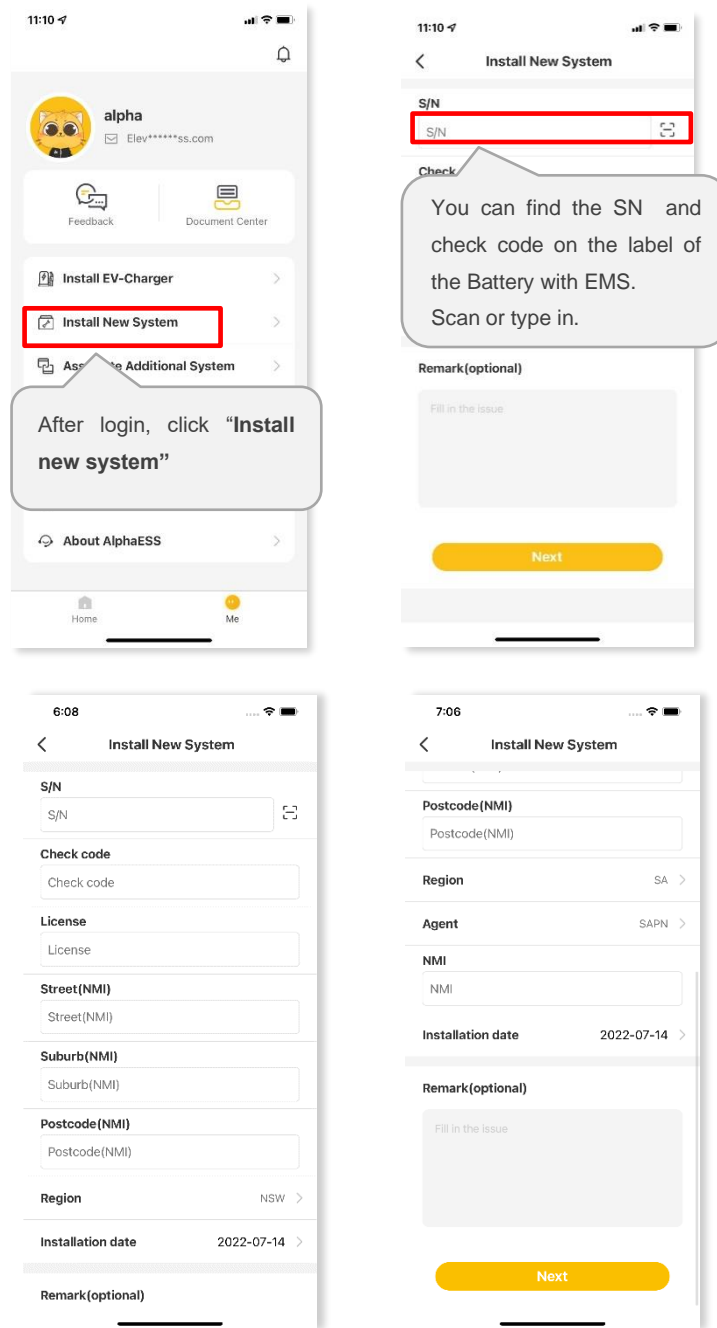 11:10
alpha
Elev******ss.com
Feedback
Document Center
Install EV-Charger
Install New System
Additional System
After login, click “Install
new system”
About AlphaESS
Home
Me
11:10
Install New System
S/N
S/N
Check
You can find the SN and
check code on the label of
the Battery with EMS.
Scan or type in.
Remark(optional)
Fill in the issue
Next
6:08
Install New System
S/N
S/N
Check code
Check code
License
License
Street(NMI)
Street(NMI)
Suburb(NMI)
Suburb(NMI)
Postcode(NMI)
Postcode(NMI)
Region NSW
Installation date 2022-07-14
Remark(optional)
7:06
Install New System
Postcode(NMI)
Postcode(NMI)
Region SA
Agent SAPN
NMI
NMI
Installation date 2022-07-14
Remark(optional)
Fill in the issue
Next